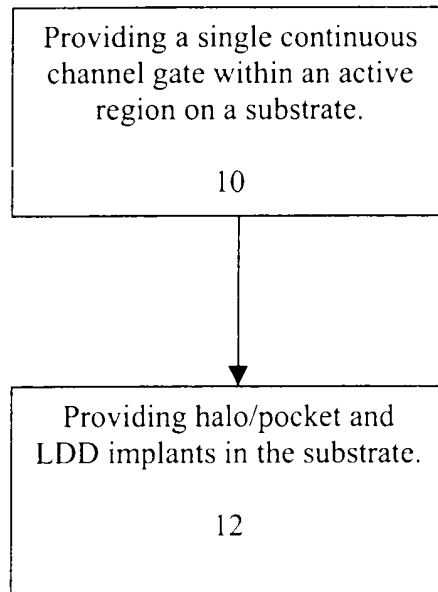 Providing a single continuous
channel gate within an active
region on a substrate.
10
Providing halo/pocket and
LDD implants in the substrate.
12